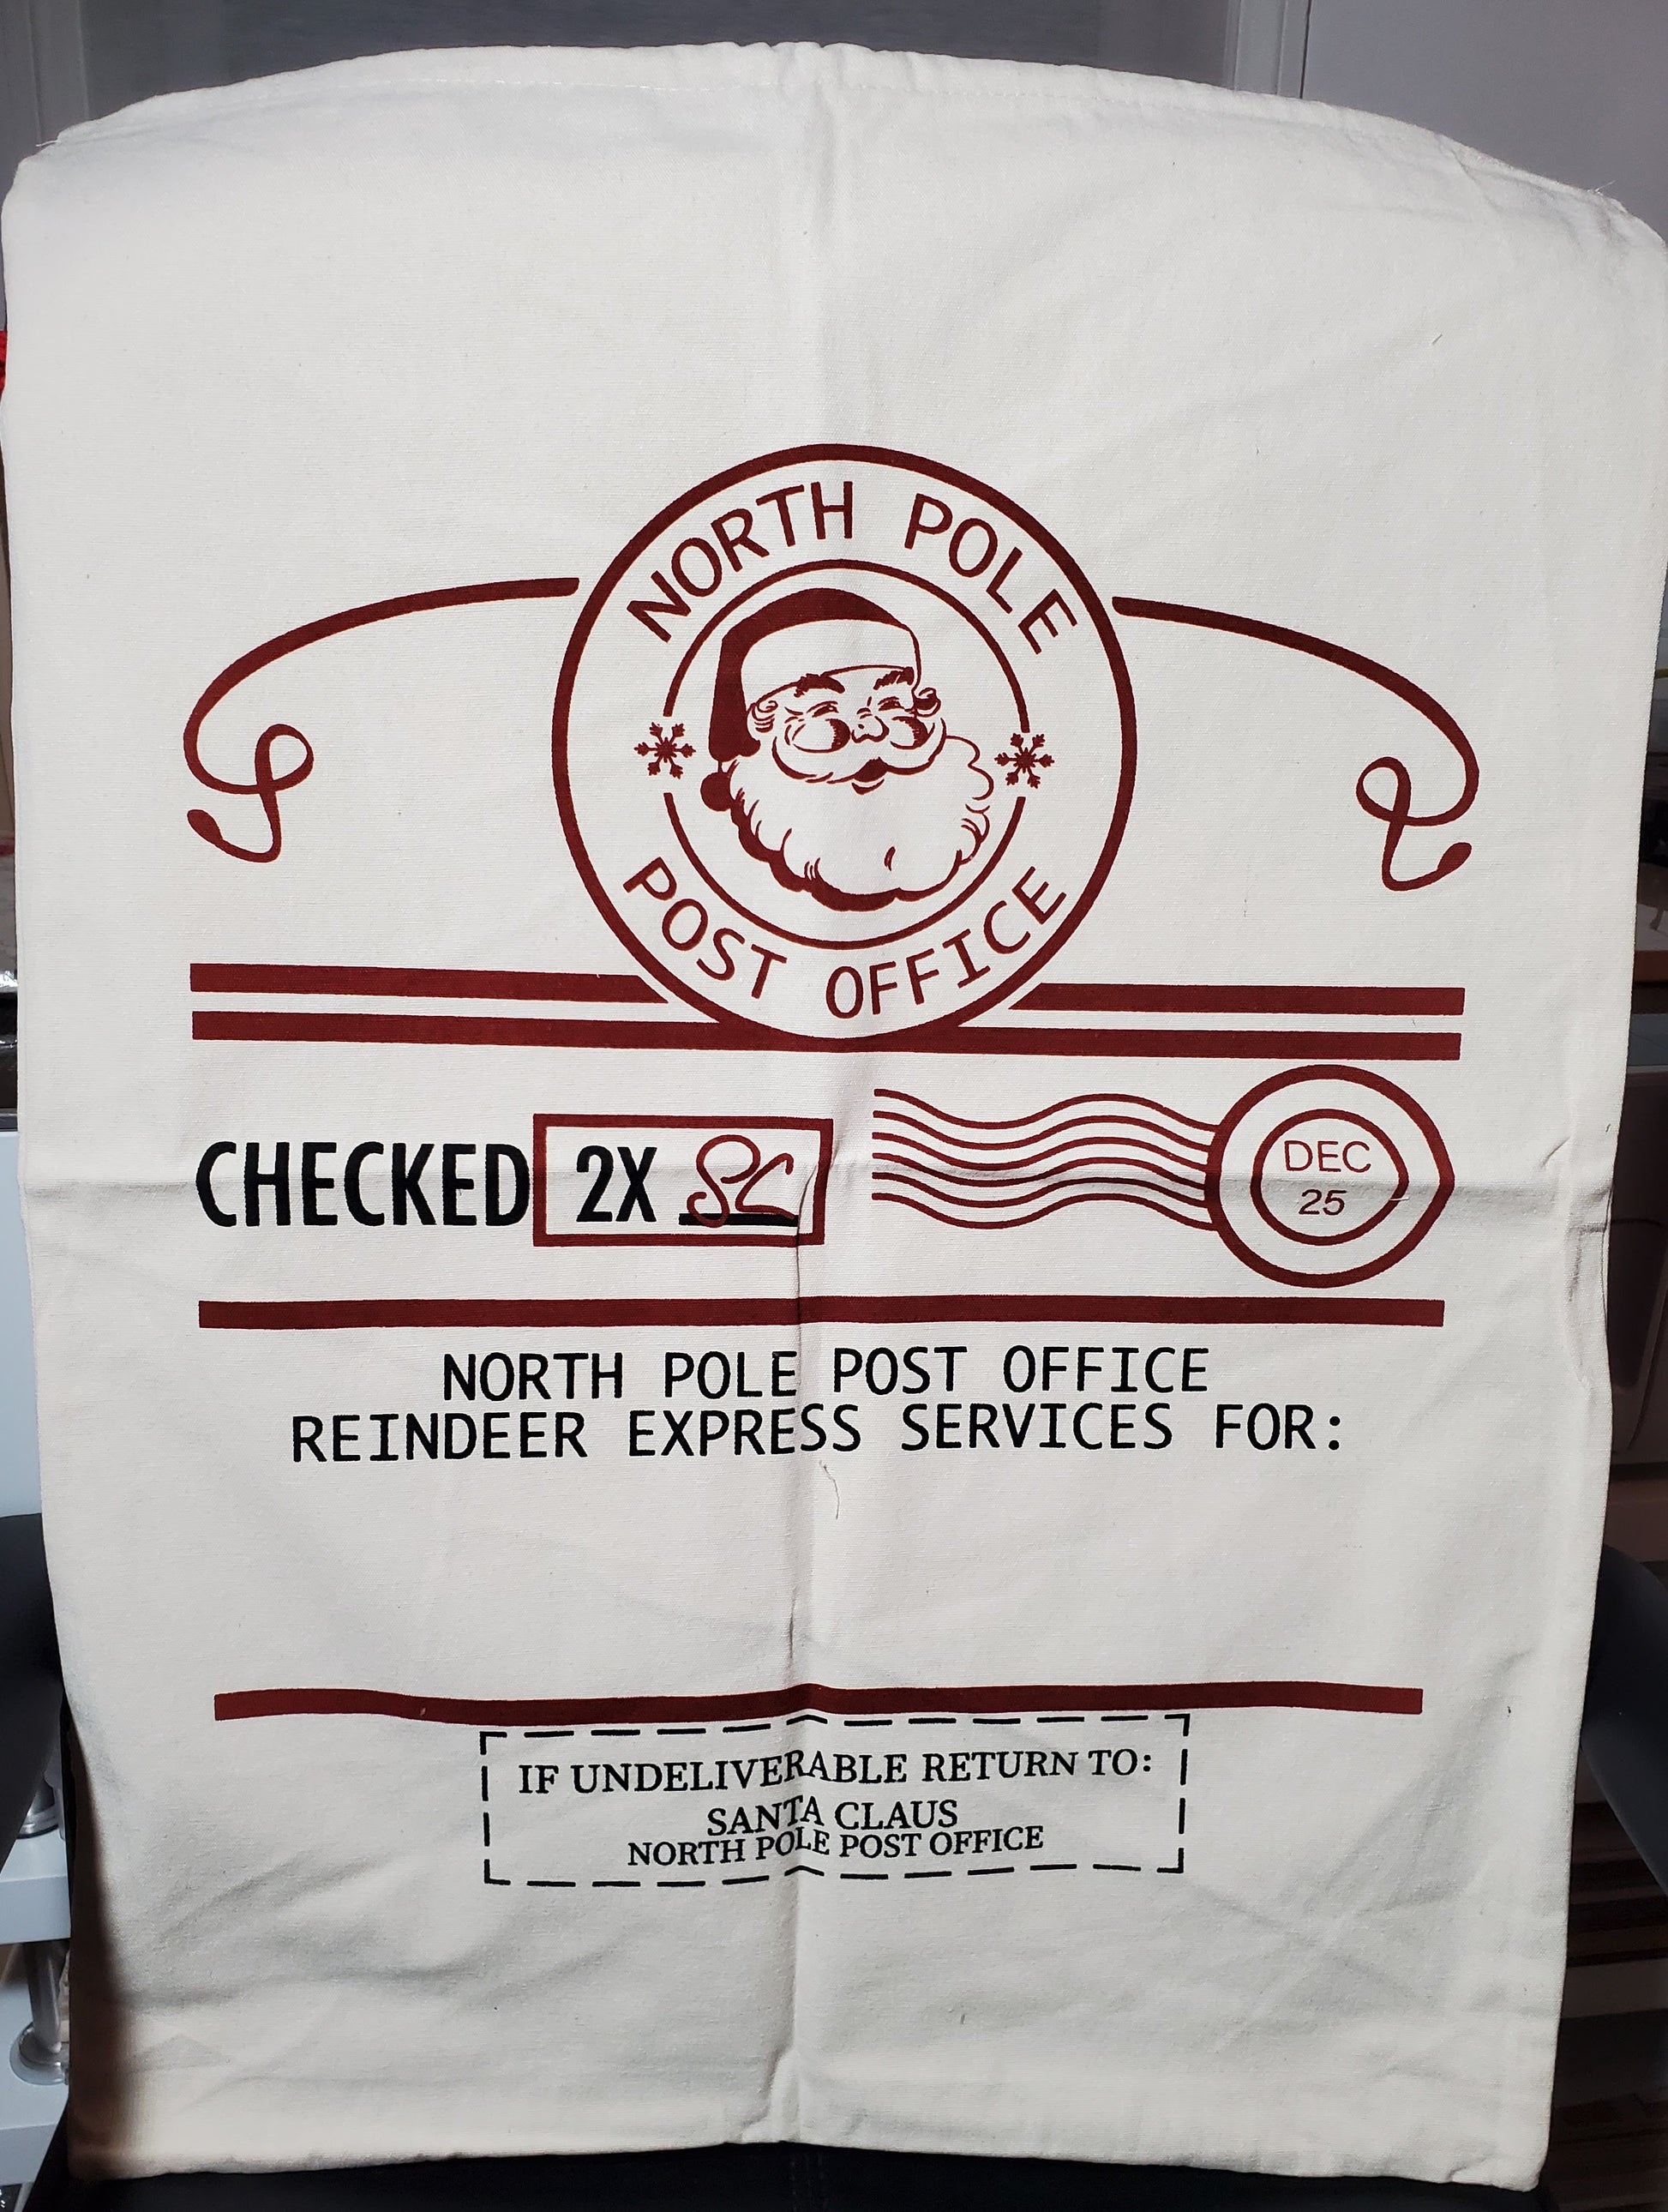 NORTH POLE
POST OFFICE
CHECKED 2X SC
DEC
25
NORTH POLE POST OFFICE
REINDEER EXPRESS SERVICES FOR:
IF UNDELIVERABLE RETURN TO:
SANTA CLAUS
NORTH POLE POST OFFICE